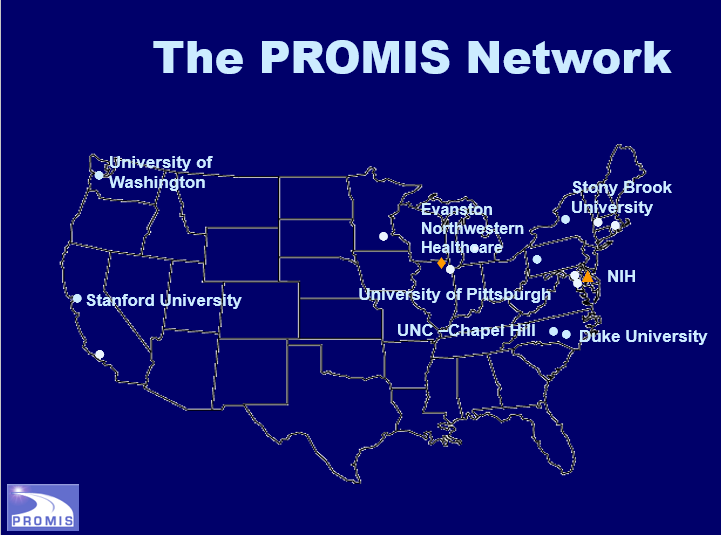 The PROMIS Network
University of
Washington
Stony Brook
University
Evanston
Northwestern
Healthcare
NIH
University of Pittsburgh
Stanford University
UNC –Chapel Hill
Duke University
PROMIS